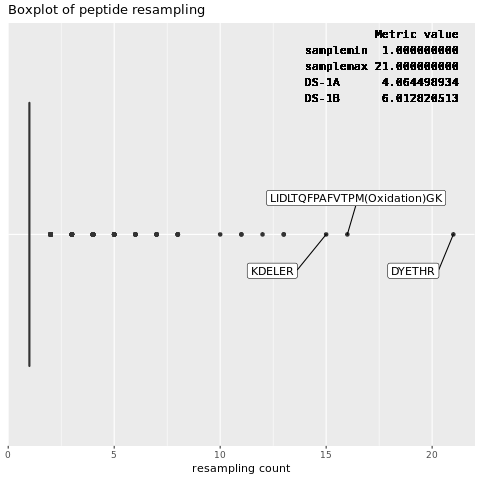 Boxplot of peptide resampling
Metric value
samplemin 1.000000000
samplemax 21.000000000
DS-1A 4.064498934
DS-1B 6.012820513
LIDLTQFPAFVTPM(Oxidation)GK
KDELER
DYETHR
0 5 10 15 20
resampling count